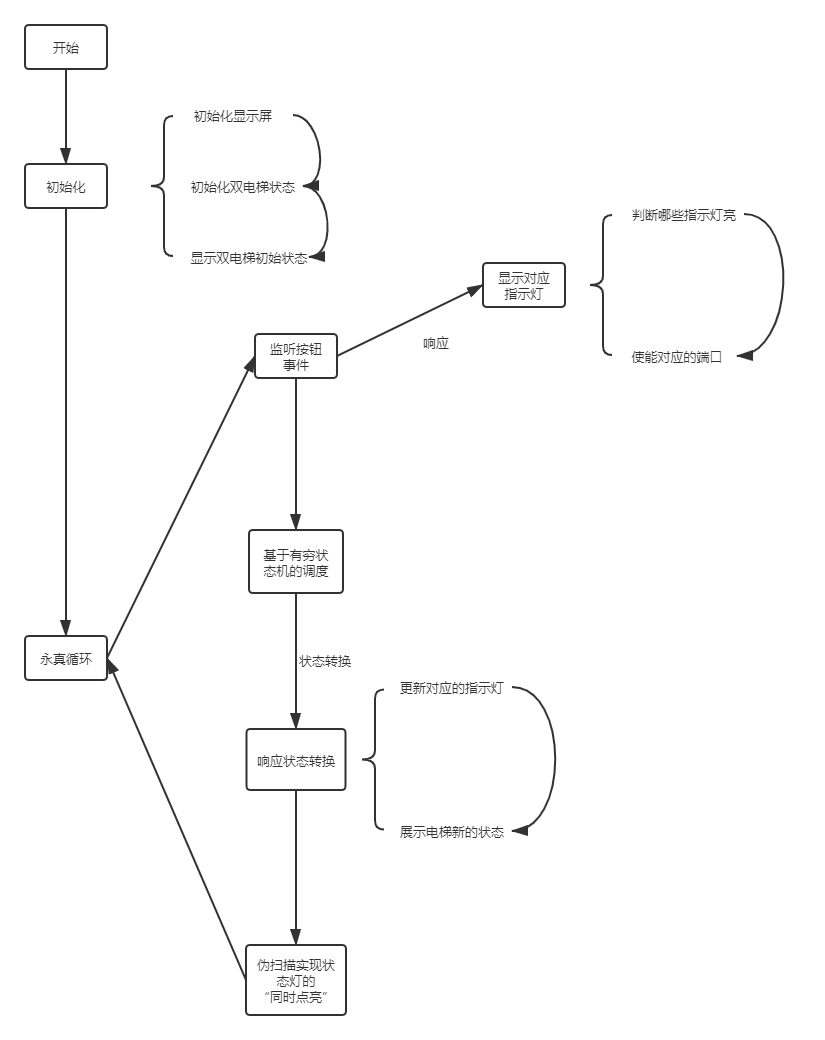 开始
初始化显示屏
初始化
初始化双电梯状态
显示双电梯初始状态
判断哪些指示灯亮
显示对应
指示灯
监听按钮
事件
响应
使能对应的端口
基于有穷状
态机的调度
永真循环
状态转换
更新对应的指示灯
响应状态转换
展示电梯新的状态
伪扫描实现状
态灯的
“同时点亮”